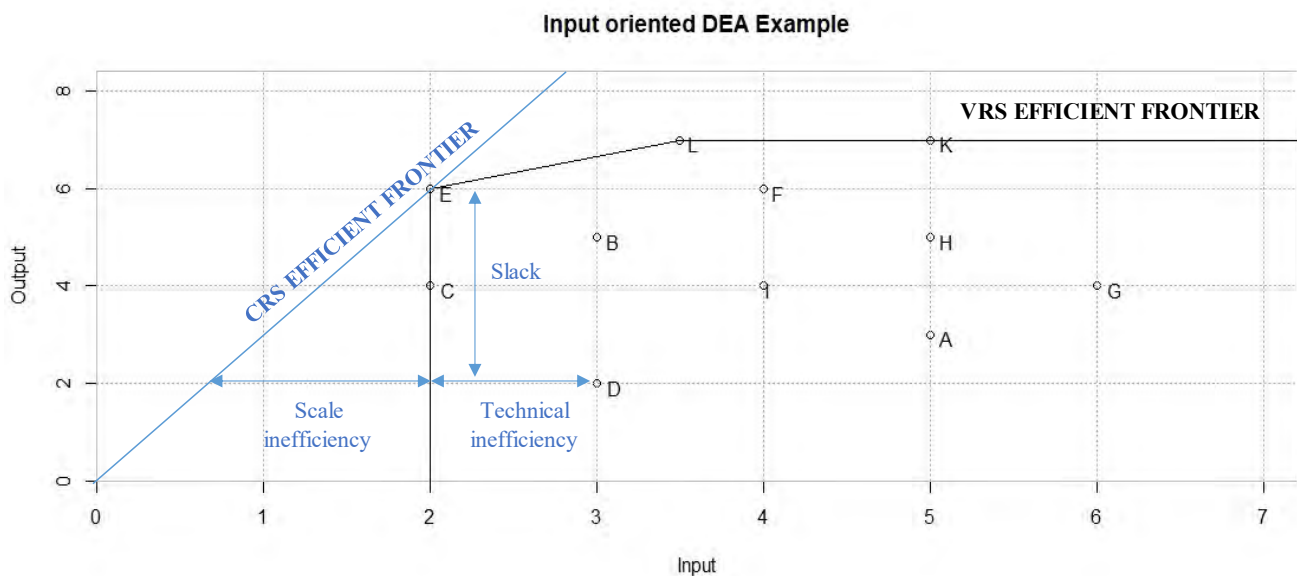 Input oriented DEA Example
8
VRS EFFICIENT FRONTIER
L
K
CRS EFFICIENT FRONTIER
6
E
F
B
H
Slack
Output
4
C
I
G
A
2
D
Scale
inefficiency
Technical
inefficiency
0
0 1 2 3 4 5 6 7
Input